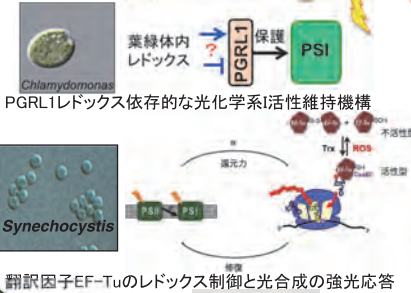 葉緑体内
レドックス
?
PGRL1
保護
PSI
Chlamydomonas
PGRL1レドックス依存的な光化学系I活性維持機構
不活性型
Trx
ROS
活性型
還元力
Synechocystis
PSII
PSI
修復
翻訳因子EF-Tuのレドックス制御と光合成の強光応答